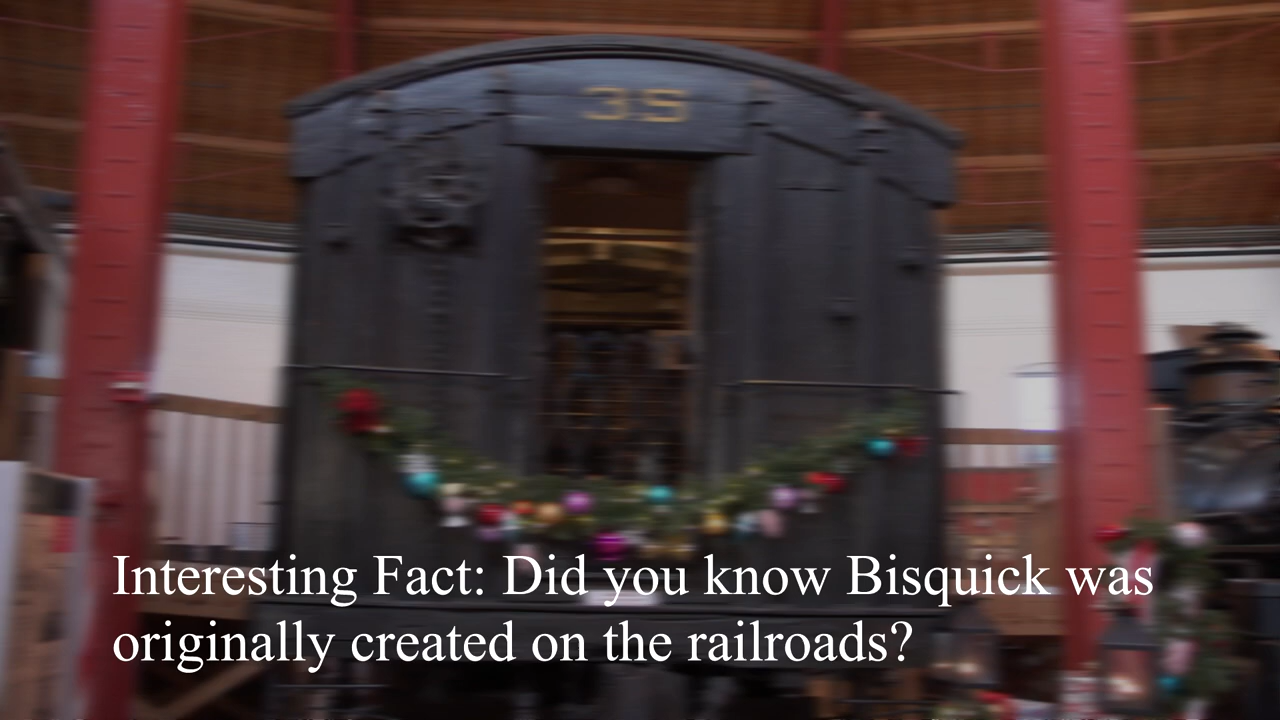 35
Interesting Fact: Did you know Bisquick was
originally created on the railroads?